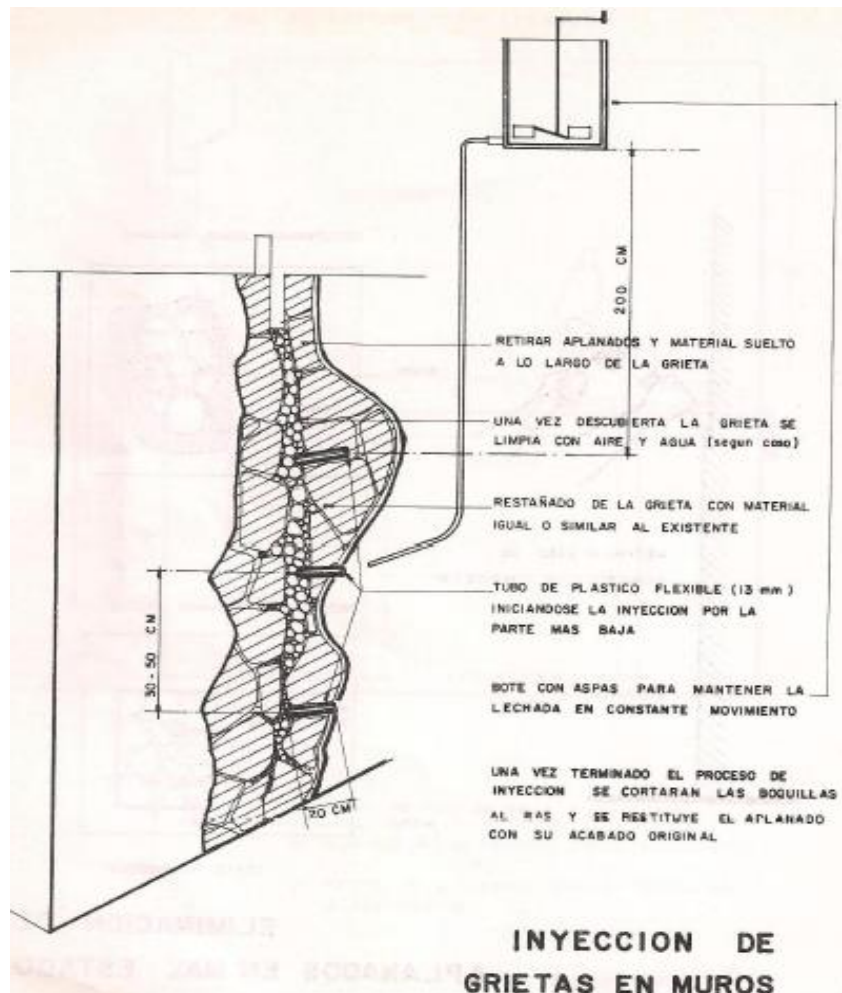 200 CM
RETIRAR APLANADOS Y MATERIAL SUELTO
A LO LARGO DE LA GRIETA
UNA VEZ DESCUBIERTA LA GRIETA SE
LIMPIA CON AIRE Y AGUA (segun caso)
RESTAÑADO DE LA GRIETA CON MATERIAL
IGUAL O SIMILAR AL EXISTENTE
TUBO DE PLASTICO FLEXIBLE (13 mm)
INICIANDOSE LA INYECCION POR LA
PARTE MAS BAJA
30-50 CM
BOTE CON ASPAS PARA MANTENER LA
LECHADA EN CONSTANTE MOVIMIENTO
UNA VEZ TERMINADO EL PROCESO DE
INYECCION SE CORTARAN LAS BOQUILLAS
AL RAS Y SE RESTITUYE EL APLANADO
CON SU ACABADO ORIGINAL
20 CM
INYECCION DE
GRIETAS EN MUROS